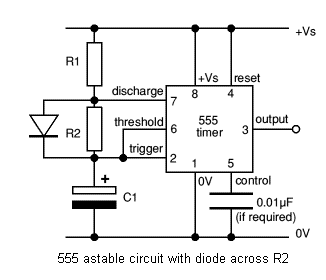 +Vs
R1
+Vs
reset
discharge
8
4
7
threshold
555
output
R2
6
timer
3
trigger
2
1
5
+
0V
control
C1
0.01µF
(if required)
0V
555 astable circuit with diode across R2